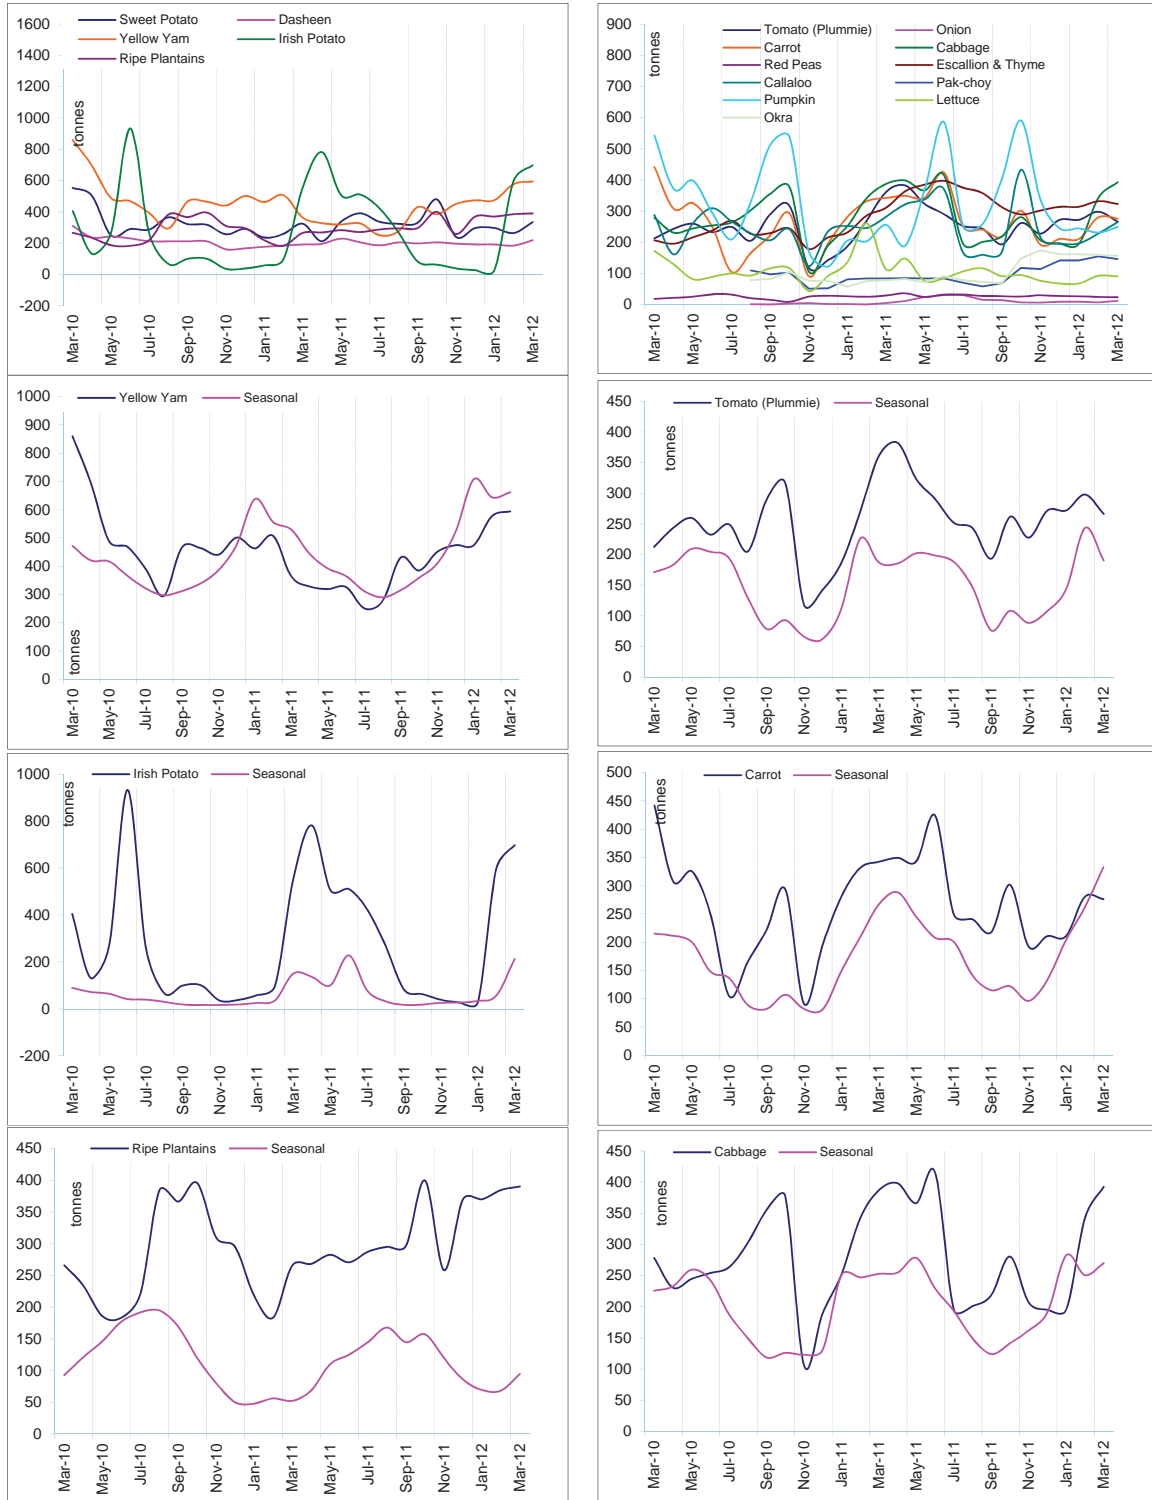 Sweet Potato Dasheen
Yellow Yam Irish Potato
Ripe Plantains
tonnes
1600
1400
1200
1000
800
600
400
200
0
-200
Mar-10 May-10 Jul-10 Sep-10 Nov-10 Jan-11 Mar-11 May-11 Jul-11 Sep-11 Nov-11 Jan-12 Mar-12
Tomato (Plummie) Onion
Carrot Cabbage
Red Peas Escallion & Thyme
Callaloo Pak-choy
Pumpkin Lettuce
Okra
tonnes
900
800
700
600
500
400
300
200
100
0
Mar-10 May-10 Jul-10 Sep-10 Nov-10 Jan-11 Mar-11 May-11 Jul-11 Sep-11 Nov-11 Jan-12 Mar-12
Yellow Yam Seasonal
tonnes
1000
900
800
700
600
500
400
300
200
100
0
Mar-10 May-10 Jul-10 Sep-10 Nov-10 Jan-11 Mar-11 May-11 Jul-11 Sep-11 Nov-11 Jan-12 Mar-12
Tomato (Plummie) Seasonal
tonnes
450
400
350
300
250
200
150
100
50
0
Mar-10 May-10 Jul-10 Sep-10 Nov-10 Jan-11 Mar-11 May-11 Jul-11 Sep-11 Nov-11 Jan-12 Mar-12
Irish Potato Seasonal
tonnes
1000
800
600
400
200
0
-200
Mar-10 May-10 Jul-10 Sep-10 Nov-10 Jan-11 Mar-11 May-11 Jul-11 Sep-11 Nov-11 Jan-12 Mar-12
Carrot Seasonal
tonnes
500
450
400
350
300
250
200
150
100
50
0
Mar-10 May-10 Jul-10 Sep-10 Nov-10 Jan-11 Mar-11 May-11 Jul-11 Sep-11 Nov-11 Jan-12 Mar-12
Ripe Plantains Seasonal
tonnes
450
400
350
300
250
200
150
100
50
0
Mar-10 May-10 Jul-10 Sep-10 Nov-10 Jan-11 Mar-11 May-11 Jul-11 Sep-11 Nov-11 Jan-12 Mar-12
Cabbage Seasonal
tonnes
450
400
350
300
250
200
150
100
50
0
Mar-10 May-10 Jul-10 Sep-10 Nov-10 Jan-11 Mar-11 May-11 Jul-11 Sep-11 Nov-11 Jan-12 Mar-12